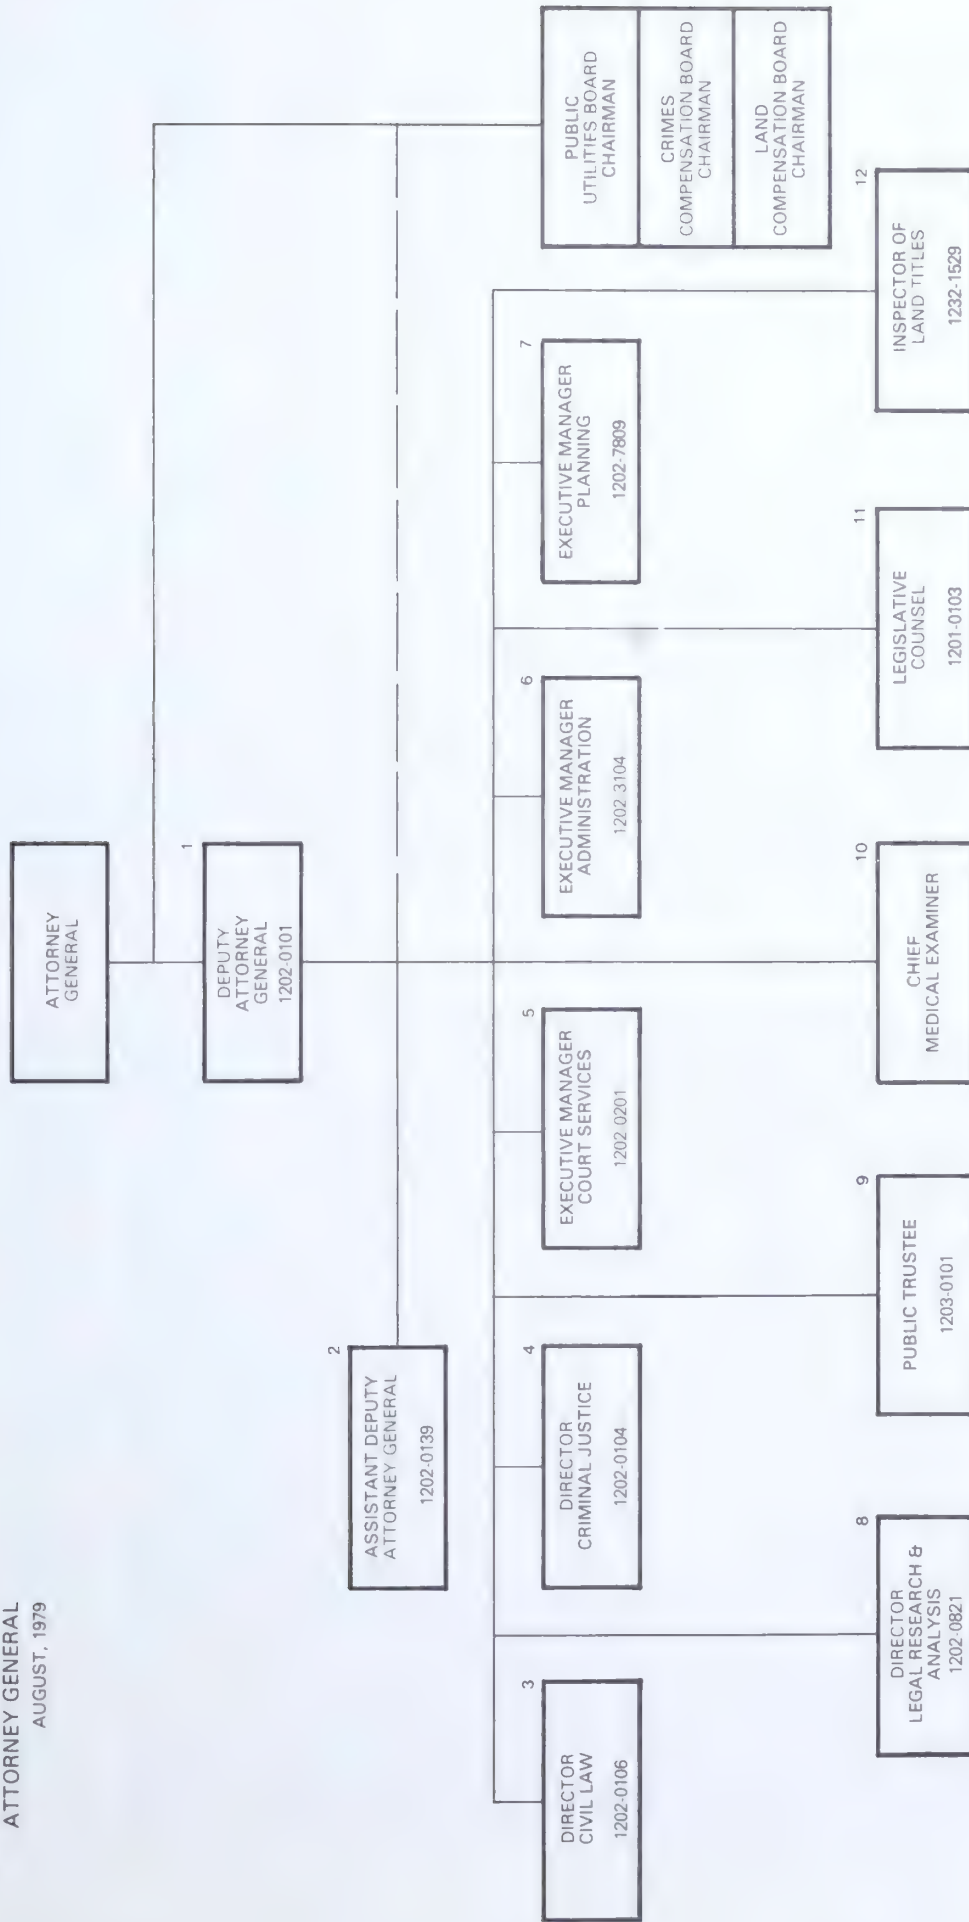 ATTORNEY GENERAL
AUGUST, 1979
ATTORNEY
GENERAL
1
DEPUTY
ATTORNEY
GENERAL
1202-0101
2
ASSISTANT DEPUTY
ATTORNEY GENERAL
1202-0139
PUBLIC
UTILITIES BOARD
CHAIRMAN
CRIMES
COMPENSATION BOARD
CHAIRMAN
LAND
COMPENSATION BOARD
CHAIRMAN
3
DIRECTOR
CIVIL LAW
1202-0106
4
DIRECTOR
CRIMINAL JUSTICE
1202-0104
5
EXECUTIVE MANAGER
COURT SERVICES
1202 0201
6
EXECUTIVE MANAGER
ADMINISTRATION
1202 3104
7
EXECUTIVE MANAGER
PLANNING
1202-7809
8
DIRECTOR
LEGAL RESEARCH &
ANALYSIS
1202-0821
9
PUBLIC TRUSTEE
1203-0101
10
CHIEF
MEDICAL EXAMINER
11
LEGISLATIVE
COUNSEL
1201-0103
12
INSPECTOR OF
LAND TITLES
1232-1529